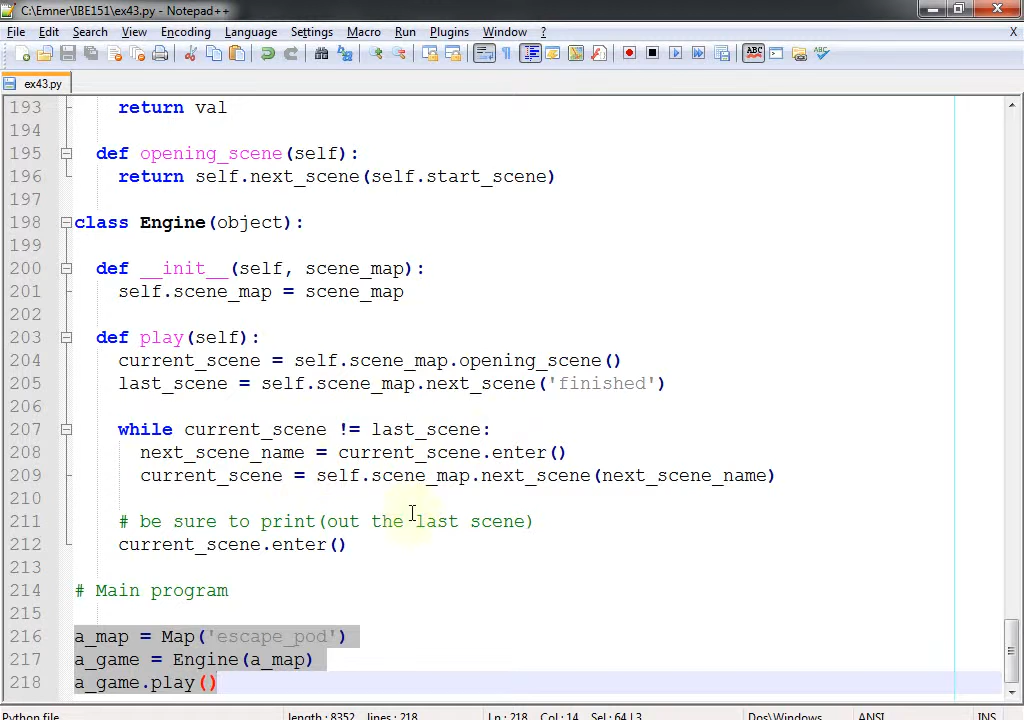 C:\Emner\IBE151\ex43.py - Notepad++
File Edit Search View Encoding Language Settings Macro Run Plugins Window ? X
ex43.py
193 return val
194
195 def opening_scene(self):
196 return self.next_scene(self.start_scene)
197
198 class Engine(object):
199
200 def __init__(self, scene_map):
201 self.scene_map = scene_map
202
203 def play(self):
204 current_scene = self.scene_map.opening_scene()
205 last_scene = self.scene_map.next_scene('finished')
206
207 while current_scene != last_scene:
208 next_scene_name = current_scene.enter()
209 current_scene = self.scene_map.next_scene(next_scene_name)
210
211 # be sure to print(out the last scene)
212 current_scene.enter()
213
214 # Main program
215
216 a_map = Map('escape_pod')
217 a_game = Engine(a_map)
218 a_game.play()
Python file length : 8352 lines : 218 Ln : 218 Col : 14 Sel : 64 | 3 Dos\Windows ANSI INS